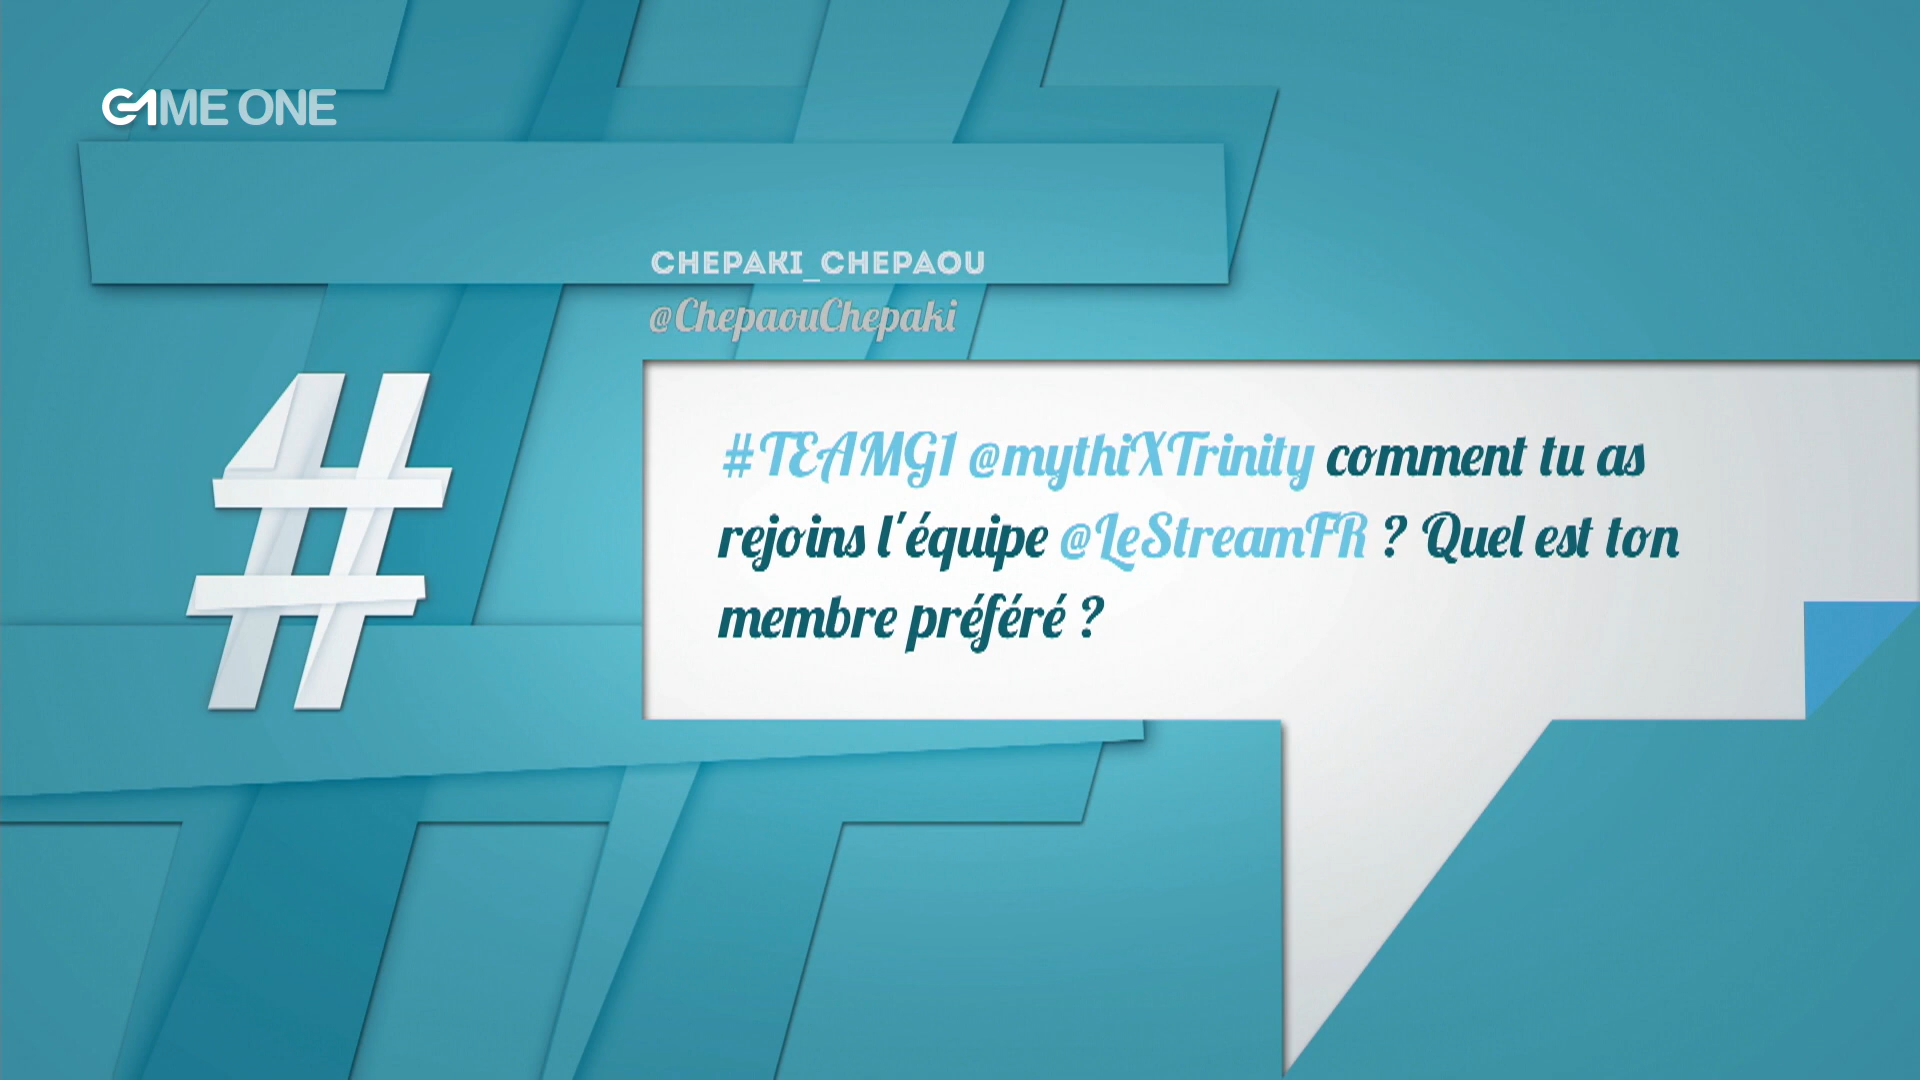 GAME ONE
CHEPAKI_CHEPAOU
@ChepaouChepaki
#TEAMG1 @mythiXTrinity comment tu as
rejoins l'équipe @LeStreamFR ? Quel est ton
membre préféré ?